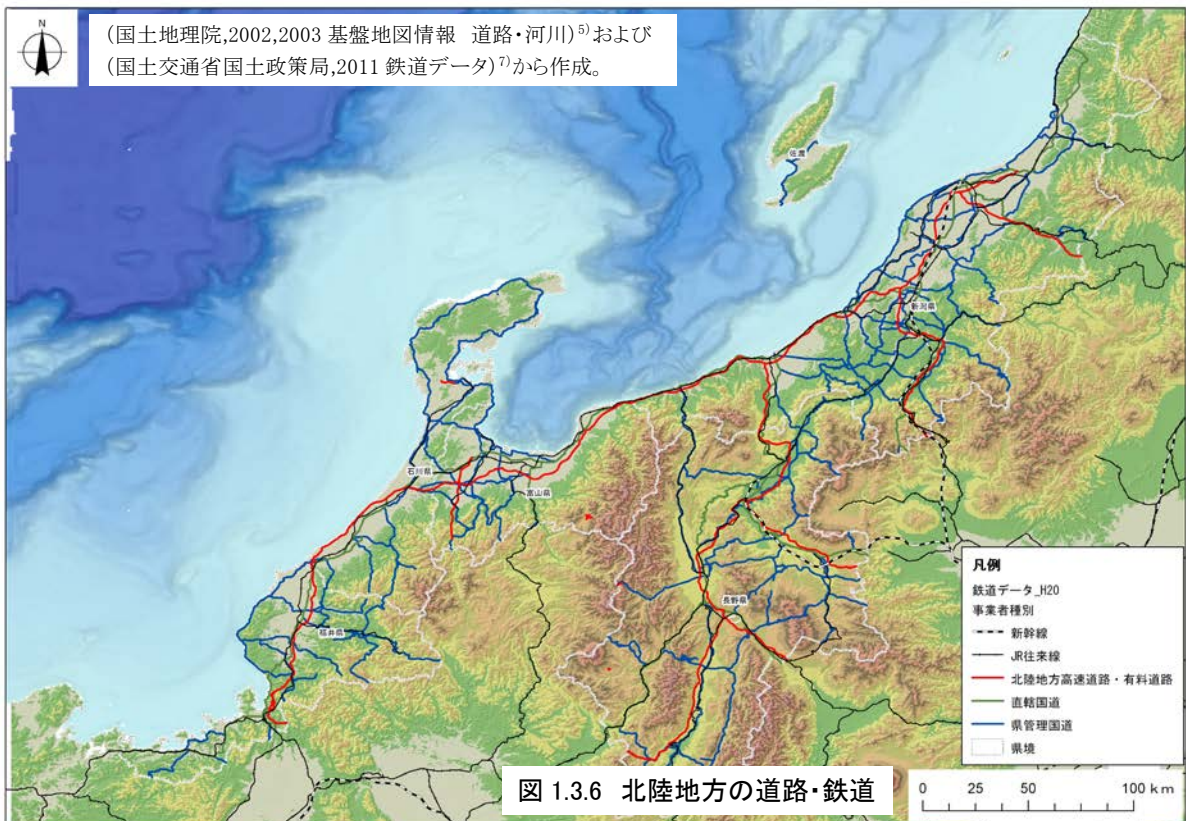 N
(国土地理院,2002,2003 基盤地図情報 道路・河川)5)および
(国土交通省国土政策局,2011 鉄道データ)7)から作成。
佐渡
新潟県
石川県
富山県
長野県
福井県
凡例
鉄道データ_H20
事業者種別
新幹線
JR往来線
北陸地方高速道路・有料道路
直轄国道
県管理国道
県境
図 1.3.6 北陸地方の道路・鉄道
0 25 50 100 km